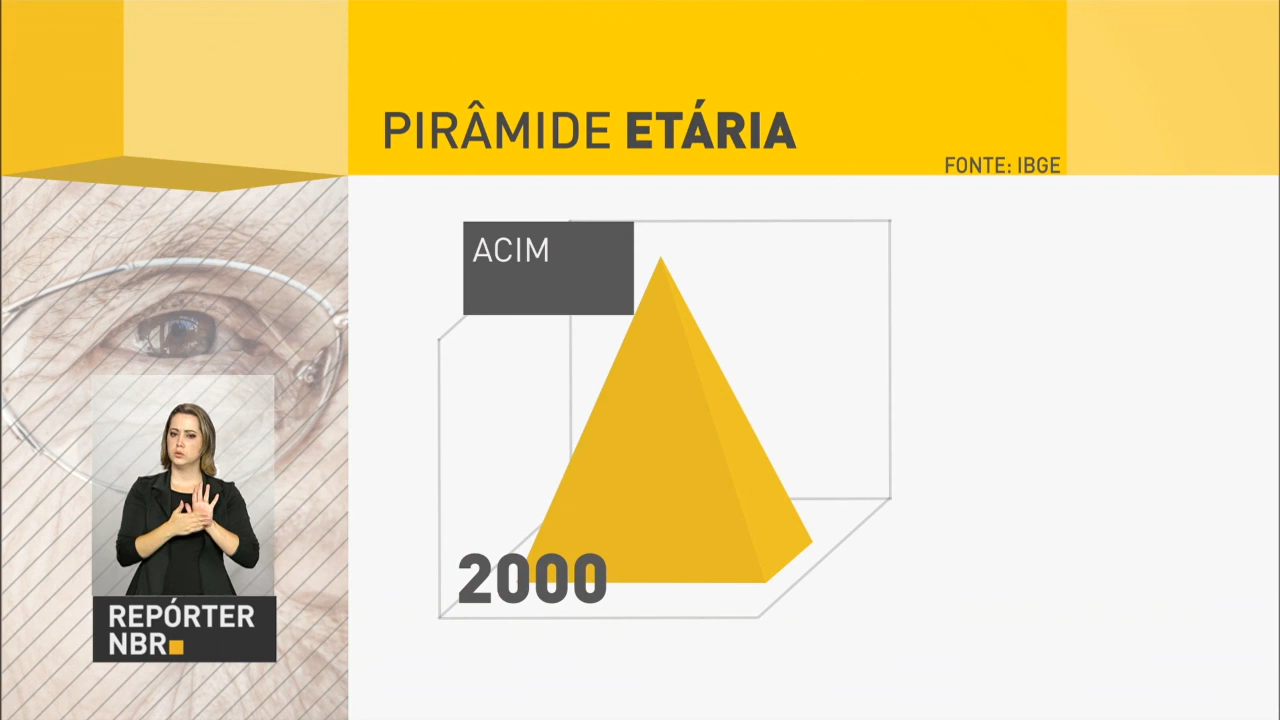 PIRÂMIDE ETÁRIA
FONTE: IBGE
ACIM
2000
REPÓRTER
NBR